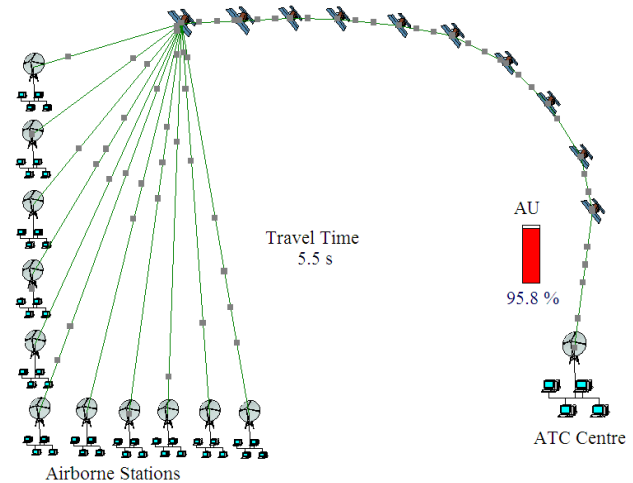 AU
Travel Time
5.5 s
95.8 %
ATC Centre
Airborne Stations